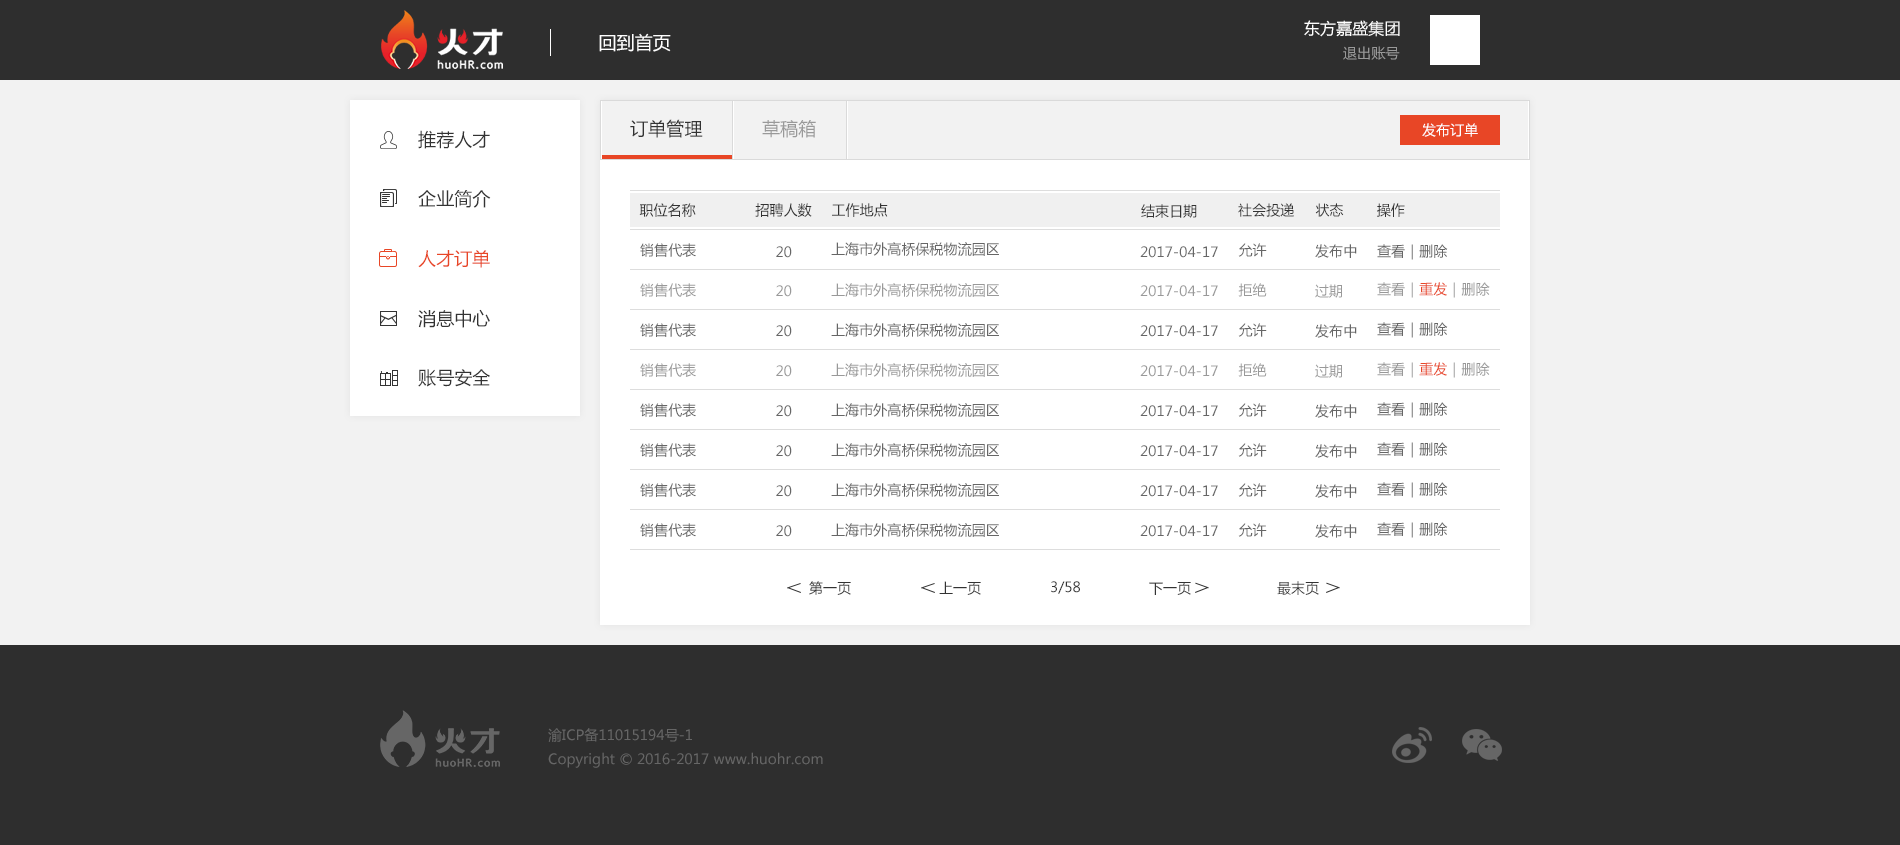 火才
huoHR.com
回到首页
东方嘉盛集团
退出账号
推荐人才
企业简介
人才订单
消息中心
账号安全
订单管理 草稿箱 发布订单
职位名称 招聘人数 工作地点 结束日期 社会投递 状态 操作
销售代表 20 上海市外高桥保税物流园区 2017-04-17 允许 发布中 查看 | 删除
销售代表 20 上海市外高桥保税物流园区 2017-04-17 拒绝 过期 查看 | 重发 | 删除
销售代表 20 上海市外高桥保税物流园区 2017-04-17 允许 发布中 查看 | 删除
销售代表 20 上海市外高桥保税物流园区 2017-04-17 拒绝 过期 查看 | 重发 | 删除
销售代表 20 上海市外高桥保税物流园区 2017-04-17 允许 发布中 查看 | 删除
销售代表 20 上海市外高桥保税物流园区 2017-04-17 允许 发布中 查看 | 删除
销售代表 20 上海市外高桥保税物流园区 2017-04-17 允许 发布中 查看 | 删除
销售代表 20 上海市外高桥保税物流园区 2017-04-17 允许 发布中 查看 | 删除
< 第一页 < 上一页 3/58 下一页 > 最末页 >
火才
huoHR.com
渝ICP备11015194号-1
Copyright © 2016-2017 www.huohr.com